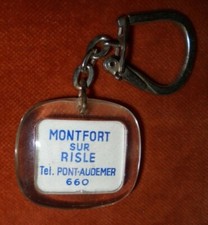 MONTFORT
SUR
RISLE
Tel. PONT-AUDEMER
660